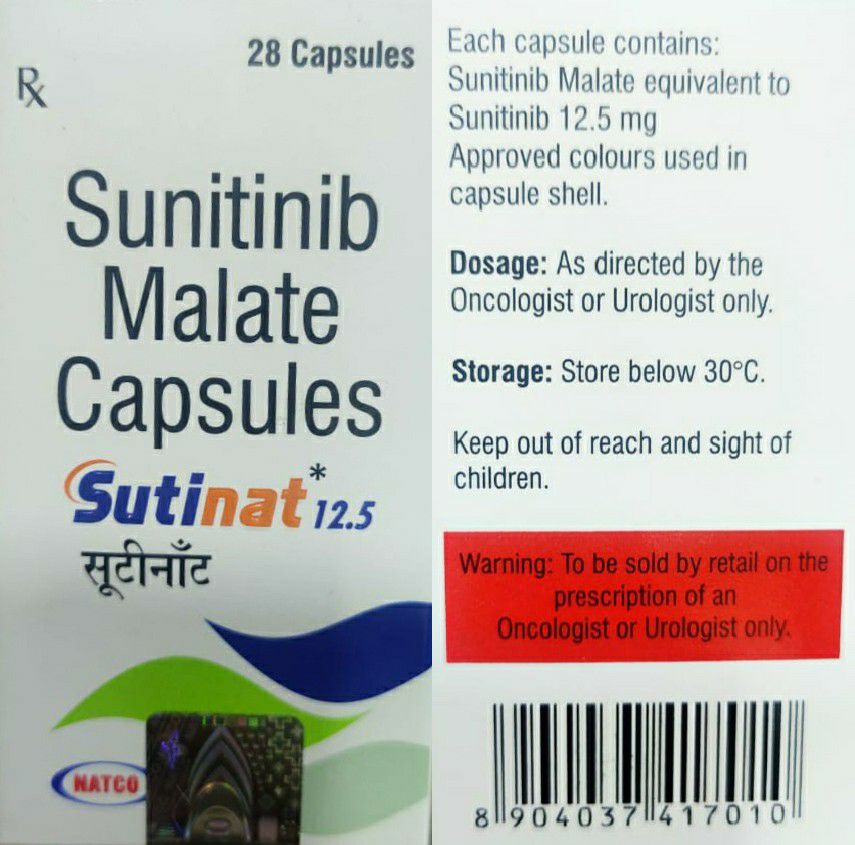 28 Capsules
Rx
Sunitinib
Malate
Capsules
Sutinat* 12.5
सूटीनाँट
NATCO
Each capsule contains:
Sunitinib Malate equivalent to
Sunitinib 12.5 mg
Approved colours used in
capsule shell.
Dosage: As directed by the
Oncologist or Urologist only.
Storage: Store below 30°C.
Keep out of reach and sight of
children.
Warning: To be sold by retail on the
prescription of an
Oncologist or Urologist only.
8 904037 417010